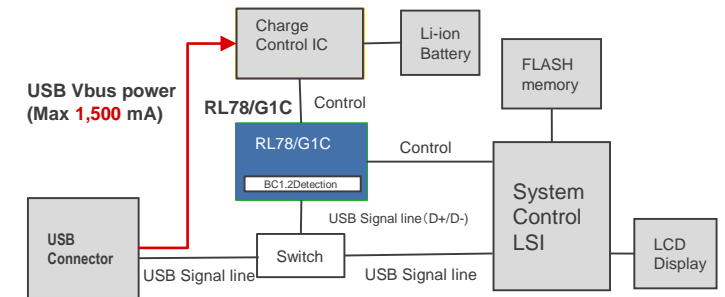 Charge
Control IC
Li-ion
Battery
FLASH
memory
USB Vbus power
(Max 1,500 mA)
RL78/G1C
Control
RL78/G1C
BC1.2Detection
Control
System
Control
LSI
USB Signal line（D+/D-)
USB
Connector
Switch
LCD
Display
USB Signal line
USB Signal line